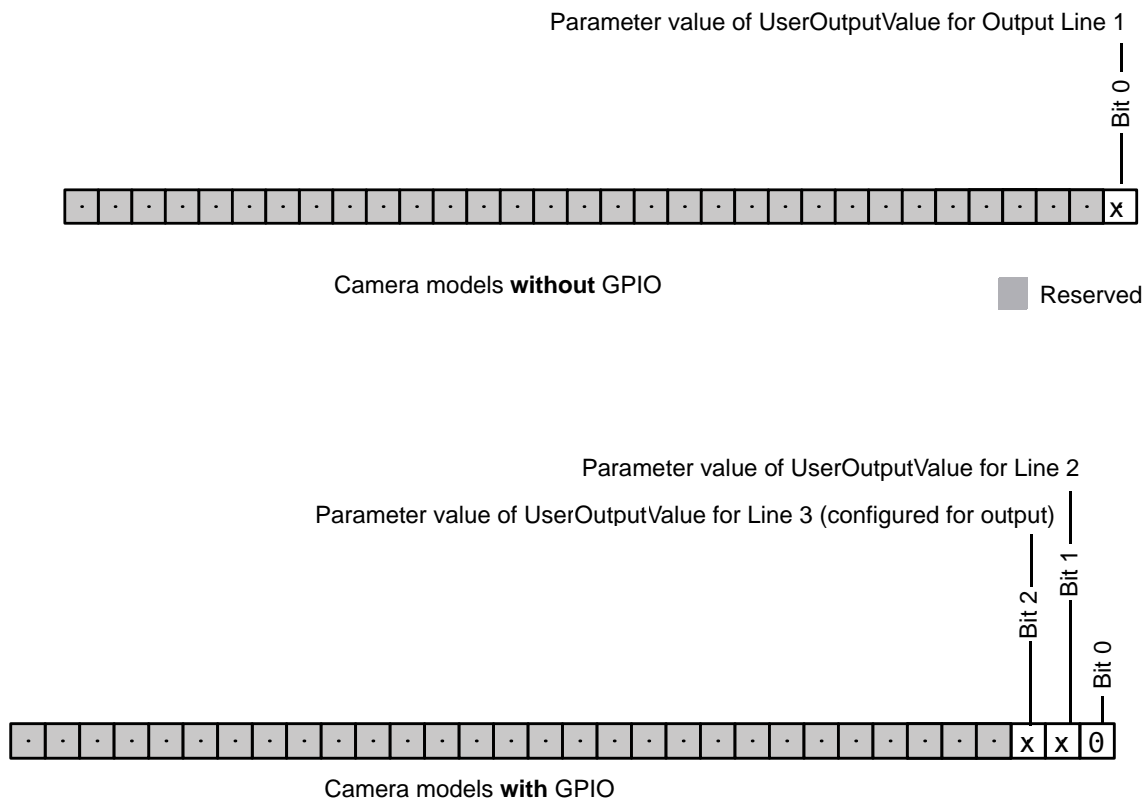 Parameter value of UserOutputValue for Output Line 1
Bit 0
· · · · · · · · · · · · · · · · · · · · · · · · · · · · · · · x
Camera models without GPIO
Reserved
Parameter value of UserOutputValue for Line 2
Parameter value of UserOutputValue for Line 3 (configured for output)
Bit 2
Bit 1
Bit 0
· · · · · · · · · · · · · · · · · · · · · · · · · · · · · x x 0
Camera models with GPIO